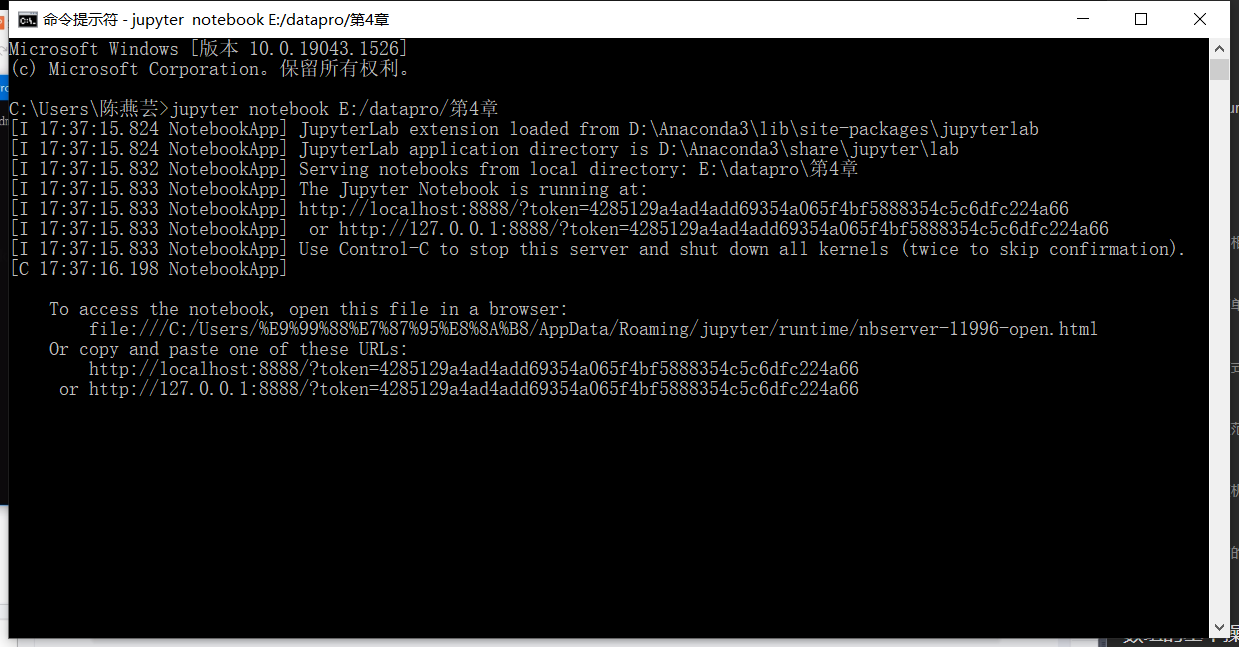 命令提示符 - jupyter  notebook E:/datapro/第4章
Microsoft Windows [版本 10.0.19043.1526]
(c) Microsoft Corporation。保留所有权利。
C:\Users\陈燕芸>jupyter notebook E:/datapro/第4章
[I 17:37:15.824 NotebookApp] JupyterLab extension loaded from D:\Anaconda3\lib\site-packages\jupyterlab
[I 17:37:15.824 NotebookApp] JupyterLab application directory is D:\Anaconda3\share\jupyter\lab
[I 17:37:15.832 NotebookApp] Serving notebooks from local directory: E:\datapro\第4章
[I 17:37:15.833 NotebookApp] The Jupyter Notebook is running at:
[I 17:37:15.833 NotebookApp] http://localhost:8888/?token=4285129a4ad4add69354a065f4bf5888354c5c6dfc224a66
[I 17:37:15.833 NotebookApp]  or http://127.0.0.1:8888/?token=4285129a4ad4add69354a065f4bf5888354c5c6dfc224a66
[I 17:37:15.833 NotebookApp] Use Control-C to stop this server and shut down all kernels (twice to skip confirmation).
[C 17:37:16.198 NotebookApp]
To access the notebook, open this file in a browser:
file:///C:/Users/%E9%99%88%E7%87%95%E8%8A%B8/AppData/Roaming/jupyter/runtime/nbserver-11996-open.html
Or copy and paste one of these URLs:
http://localhost:8888/?token=4285129a4ad4add69354a065f4bf5888354c5c6dfc224a66
or http://127.0.0.1:8888/?token=4285129a4ad4add69354a065f4bf5888354c5c6dfc224a66